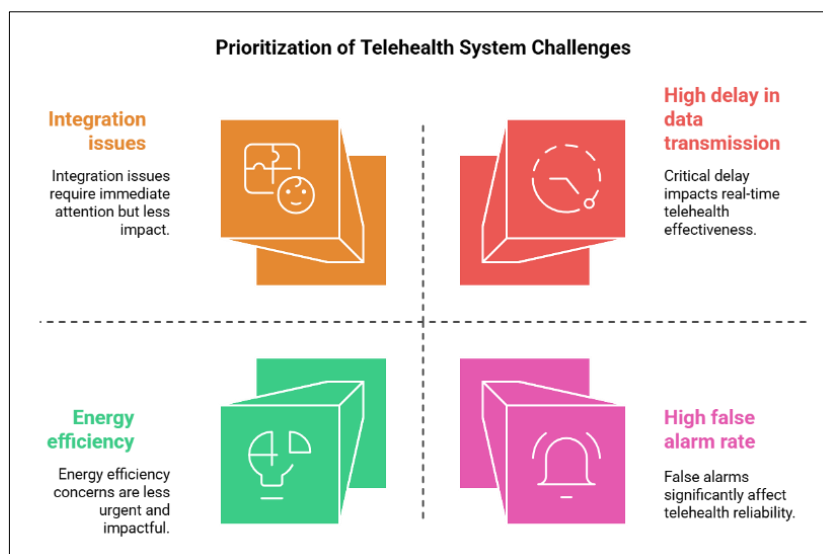 Prioritization of Telehealth System Challenges
Integration
issues
Integration issues
require immediate
attention but less
impact.
High delay in
data
transmission
Critical delay
impacts real-time
telehealth
effectiveness.
Energy
efficiency
Energy efficiency
concerns are less
urgent and
impactful.
High false
alarm rate
False alarms
significantly affect
telehealth reliability.